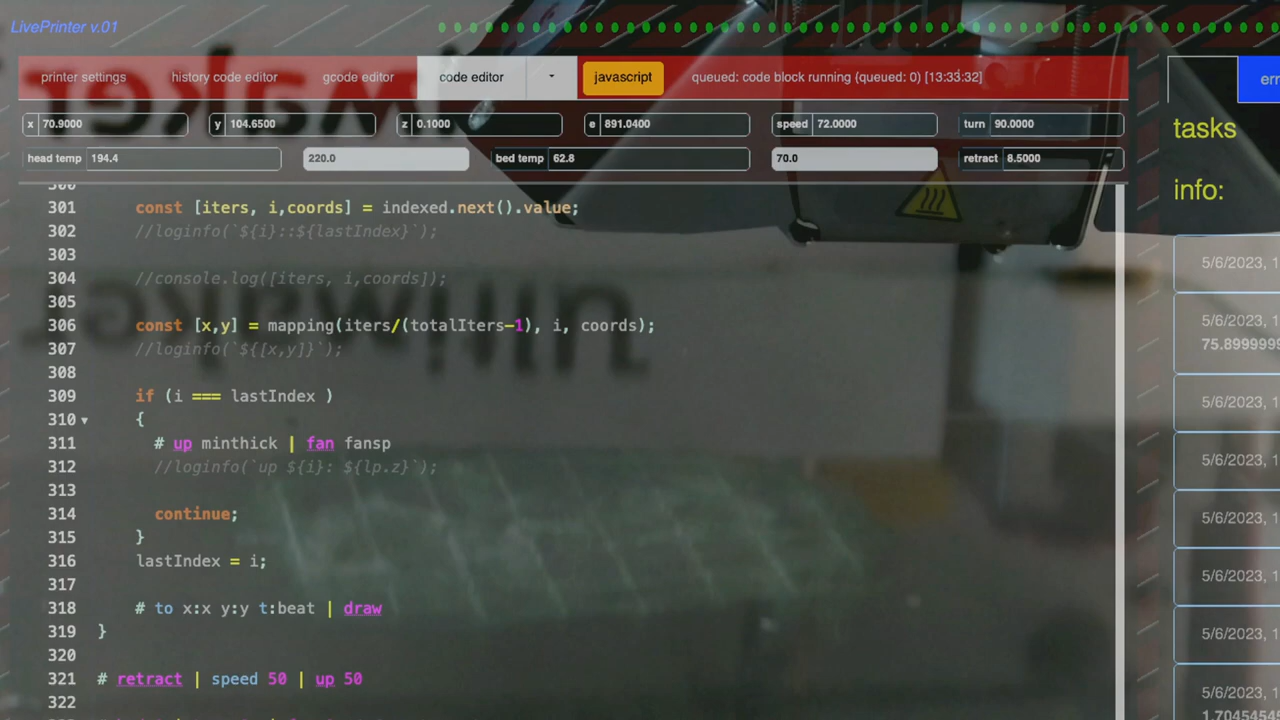 LivePrinter v.01
printer settings history code editor gcode editor code editor javascript queued: code block running (queued: 0) [13:33:32]
x 70.9000 y 104.6500 z 0.1000 e 891.0400 speed 72.0000 turn 90.0000
head temp 194.4 220.0 bed temp 62.8 70.0 retract 8.5000
err
tasks
info:
300
301 const [iters, i,coords] = indexed.next().value;
302 //loginfo(`${i}::${lastIndex}`);
303
304 //console.log([iters, i,coords]);
305
306 const [x,y] = mapping(iters/(totalIters-1), i, coords);
307 //loginfo(`${[x,y]}`);
308
309 if (i === lastIndex )
310 {
311 # up minthick | fan fansp
312 //loginfo(`up ${i}: ${lp.z}`);
313
314 continue;
315 }
316 lastIndex = i;
317
318 # to x:x y:y t:beat | draw
319 }
320
321 # retract | speed 50 | up 50
322
5/6/2023, 1
5/6/2023, 1
75.8999999
5/6/2023, 1
5/6/2023, 1
5/6/2023, 1
5/6/2023, 1
5/6/2023, 1
5/6/2023, 1
1.70454545
Ultimaker